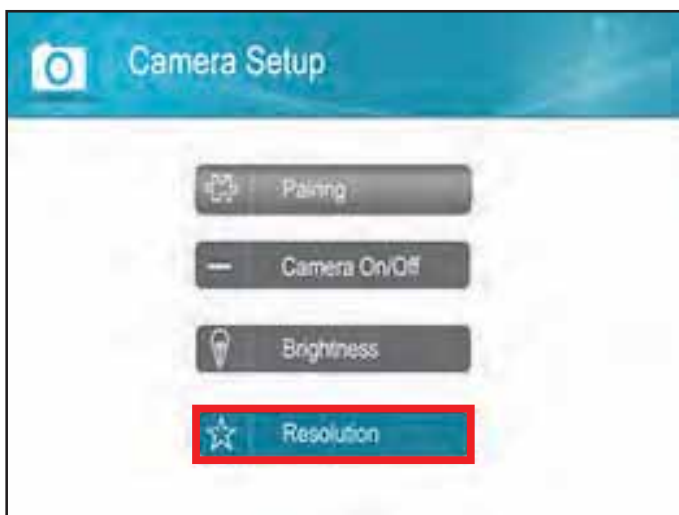 Camera Setup
Pairing
Camera On/Off
Brightness
Resolution